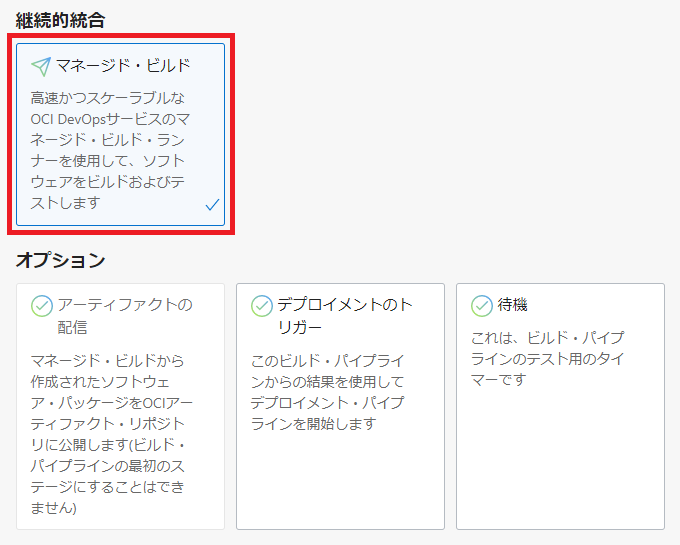 継続的統合
マネージド・ビルド
高速かつスケーラブルな
OCI DevOpsサービスのマ
ネージド・ビルド・ラン
ナーを使用して、ソフト
ウェアをビルドおよびテ
ストします
オプション
アーティファクトの
配信
マネージド・ビルドから
作成されたソフトウェ
ア・パッケージをOCIアー
ティファクト・リポジト
リに公開します(ビルド・
パイプラインの最初のス
テージにすることはでき
ません)
デプロイメントのト
リガー
このビルド・パイプライ
ンからの結果を使用して
デプロイメント・パイプ
ラインを開始します
待機
これは、ビルド・パイプ
ラインのテスト用のタイ
マーです